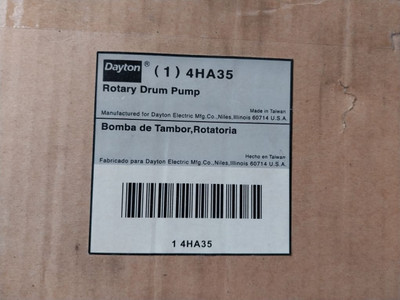 Dayton® (1) 4HA35
Rotary Drum Pump
Made in Taiwan
Manufactured for Dayton Electric Mfg.Co.,Niles,Illinois 60714 U.S.A
Bomba de Tambor,Rotatoria
Hecho en Taiwan
Fabricado para Dayton Electric Mfg.Co.,Niles,Illinois 60714 U.S.A
1 4HA35